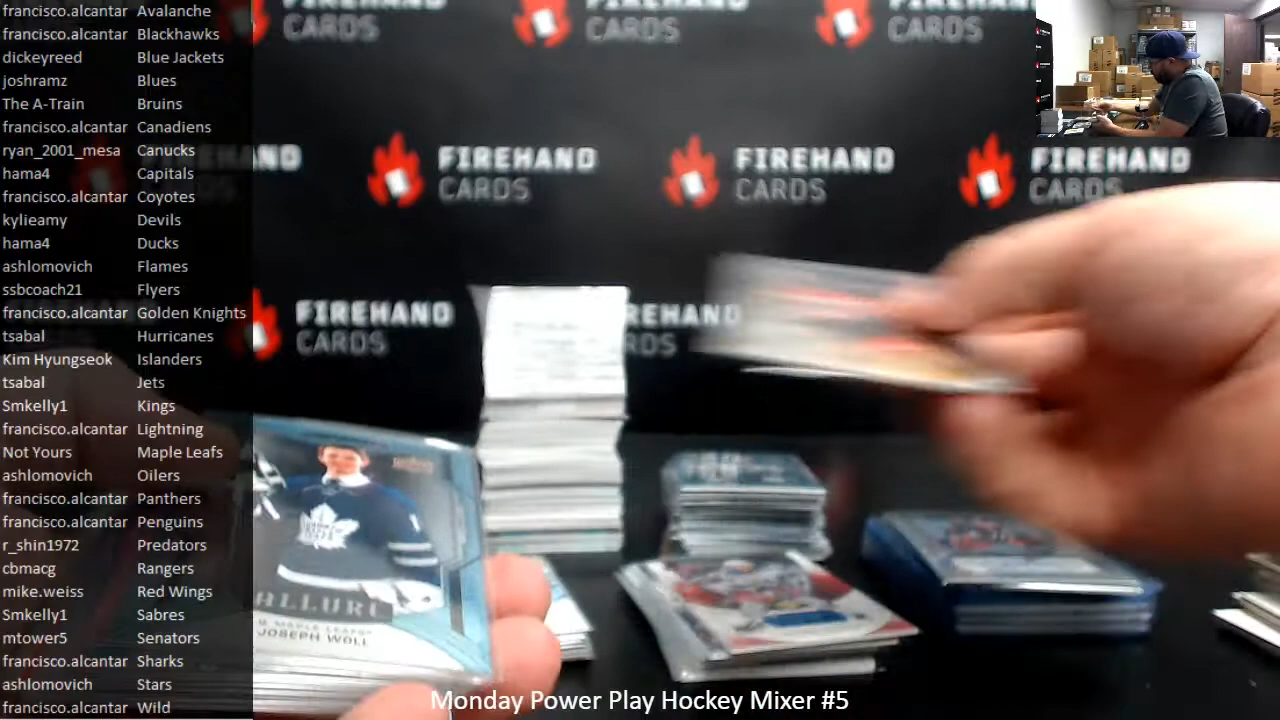 francisco.alcantar Avalanche
francisco.alcantar Blackhawks
dickeyreed Blue Jackets
joshramz Blues
The A-Train Bruins
francisco.alcantar Canadiens
ryan_2001_mesa Canucks
hama4 Capitals
francisco.alcantar Coyotes
kylieamy Devils
hama4 Ducks
ashlomovich Flames
ssbcoach21 Flyers
francisco.alcantar Golden Knights
tsabal Hurricanes
Kim Hyungseok Islanders
tsabal Jets
Smkelly1 Kings
francisco.alcantar Lightning
Not Yours Maple Leafs
ashlomovich Oilers
francisco.alcantar Panthers
francisco.alcantar Penguins
r_shin1972 Predators
cbmacg Rangers
mike.weiss Red Wings
Smkelly1 Sabres
mtower5 Senators
francisco.alcantar Sharks
ashlomovich Stars
francisco.alcantar Wild
FIREHAND
CARDS
CARDS
CARDS
FIREHAND
CARDS
FIREHAND
CARDS
FIREHAND
CARDS
FIREHAND
CARDS
REHAND
CARDS
ALLURE
JOSEPH WOLL
Monday Power Play Hockey Mixer #5